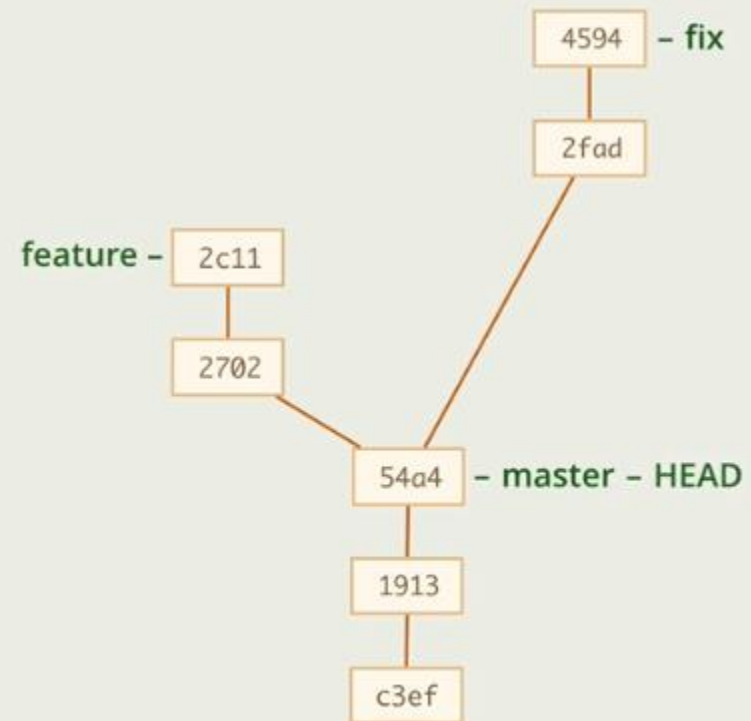 4594 – fix
2fad
feature – 2c11
2702
54a4 – master – HEAD
1913
c3ef